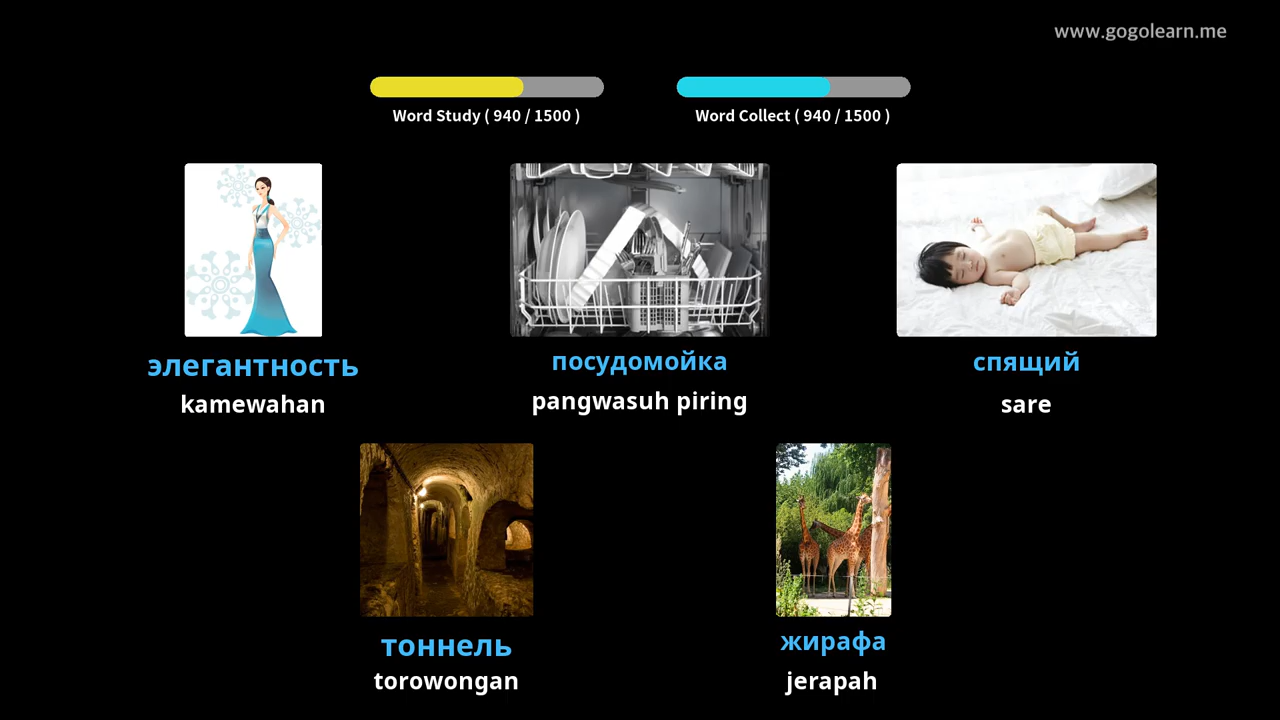 www.gogolearn.me
Word Study ( 940 / 1500 )
Word Collect ( 940 / 1500 )
элегантность
kamewahan
посудомойка
pangwasuh piring
спящий
sare
тоннель
torowongan
жирафа
jerapah